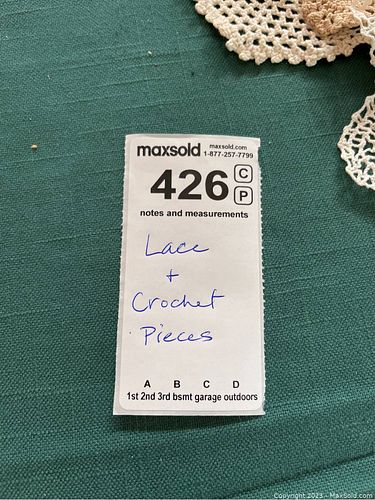 maxsold maxsold.com
1-877-257-7799
426 C
P
notes and measurements
Lace
+
Crochet
Pieces
A B C D
1st 2nd 3rd bsmt garage outdoors
Copyright 2023 - MaxSold.com